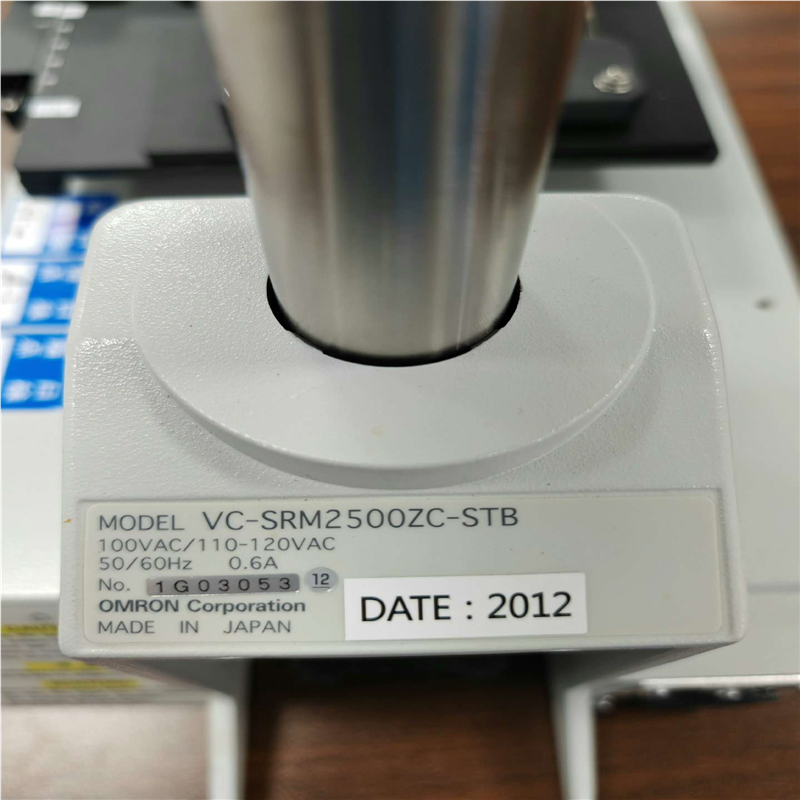 MODEL VC-SRM2500ZC-STB
100VAC/110-120VAC
50/60Hz 0.6A
No. 1G03053 12
OMRON Corporation
MADE IN JAPAN
DATE : 2012